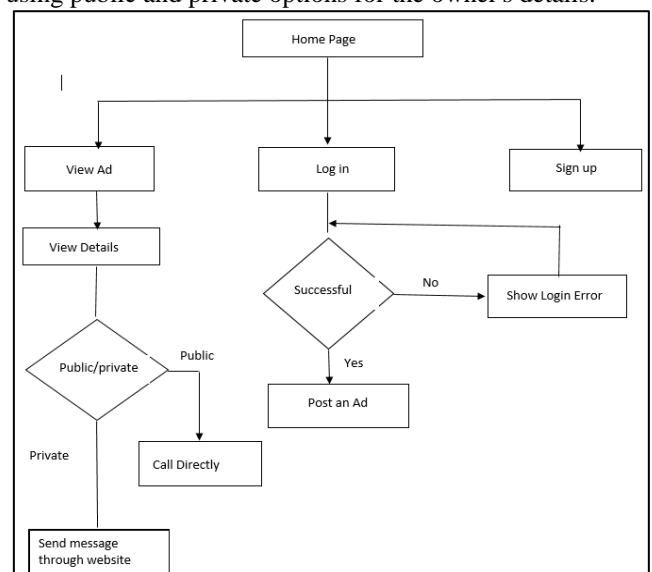 using public and private options for the owner's details.
Home Page
View Ad
Log in
Sign up
View Details
Successful
No
Show Login Error
Public/private
Public
Yes
Post an Ad
Private
Call Directly
Send message
through website